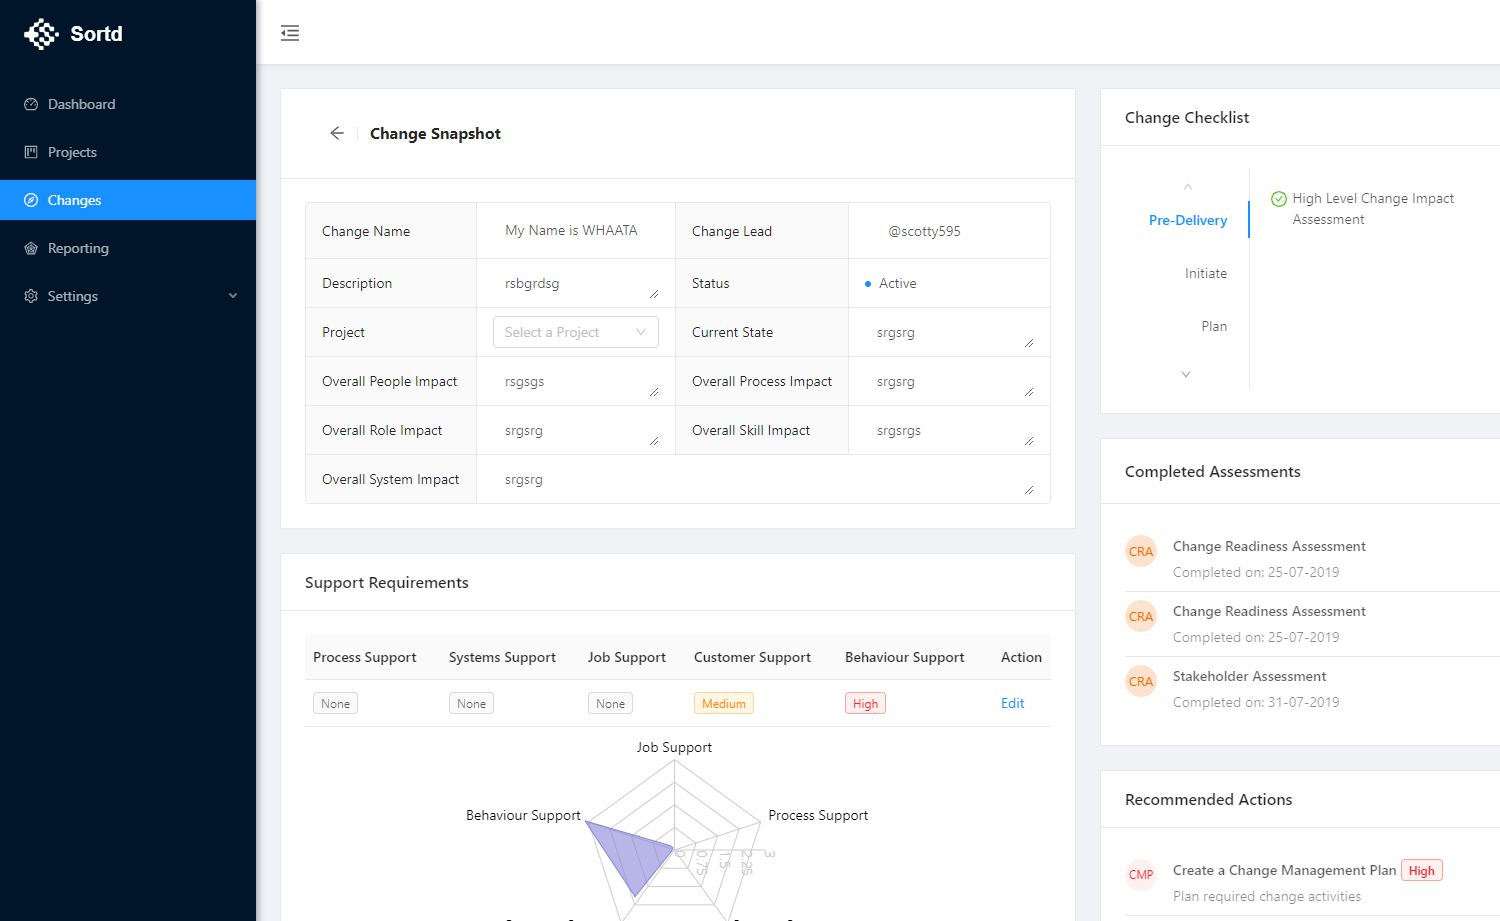 Sortd
Dashboard
Projects
Changes
Reporting
Settings
Change Snapshot
Change Name
My Name is WHAATA
Change Lead
@scotty595
Description
rsbgrdsg
Status
Active
Project
Select a Project
Current State
srgsrg
Overall People Impact
rsgsgs
Overall Process Impact
srgsrg
Overall Role Impact
srgsrg
Overall Skill Impact
srgsrgs
Overall System Impact
srgsrg
Support Requirements
Process Support
Systems Support
Job Support
Customer Support
Behaviour Support
Action
None
None
None
Medium
High
Edit
Job Support
Behaviour Support
Process Support
0
0.75
1.5
2.25
3
Change Checklist
Pre-Delivery
Initiate
Plan
High Level Change Impact
Assessment
Completed Assessments
CRA
Change Readiness Assessment
Completed on: 25-07-2019
CRA
Change Readiness Assessment
Completed on: 25-07-2019
CRA
Stakeholder Assessment
Completed on: 31-07-2019
Recommended Actions
CMP
Create a Change Management Plan High
Plan required change activities